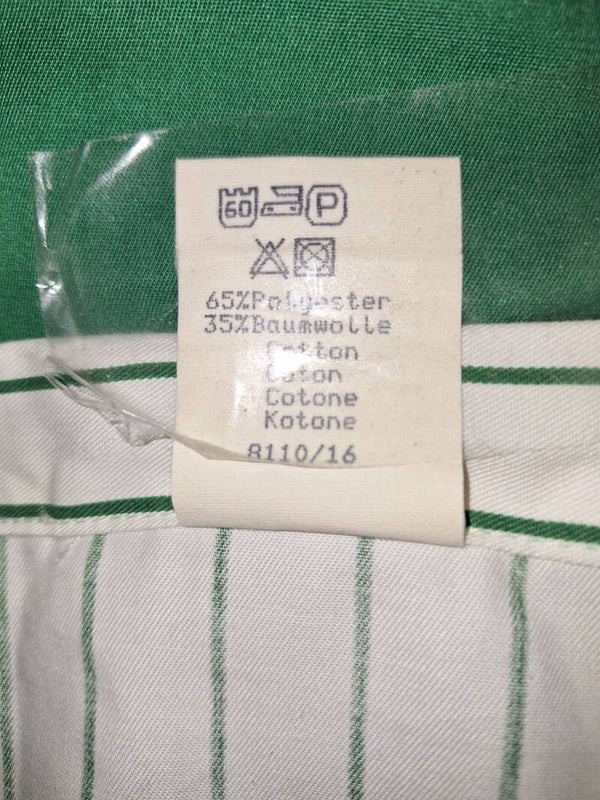 60 P
65%Polyester
35%Baumwolle
Cotton
Coton
Cotone
Kotone
8110/16